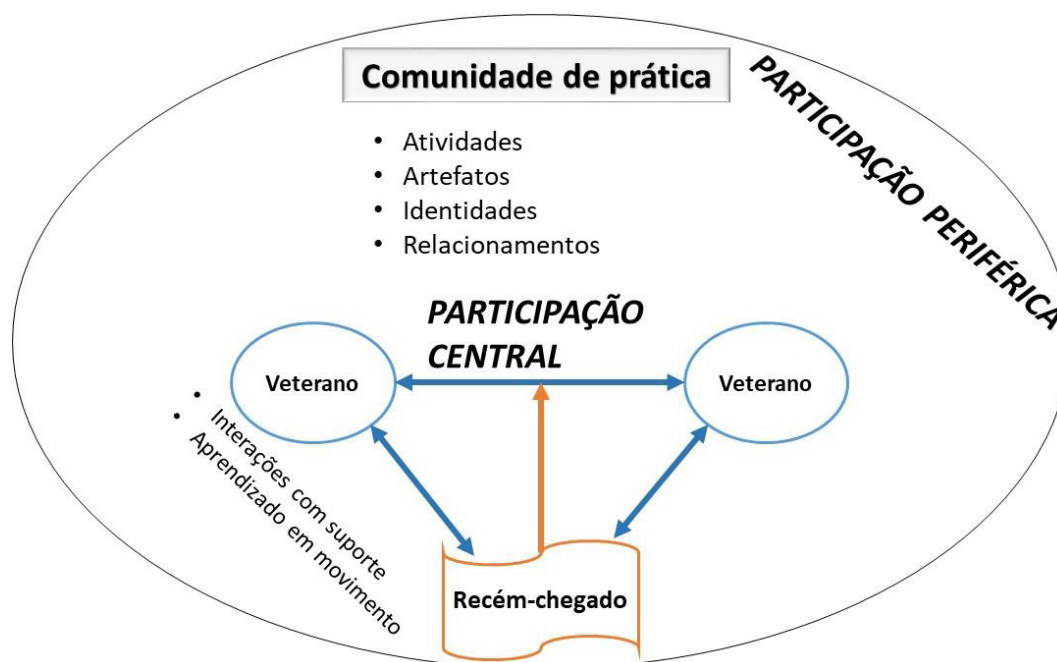 Comunidade de prática
PARTICIPAÇÃO PERIFÉRICA
• Atividades
• Artefatos
• Identidades
• Relacionamentos
PARTICIPAÇÃO
CENTRAL
Veterano
Veterano
• Interações com suporte
• Aprendizado em movimento
Recém-chegado